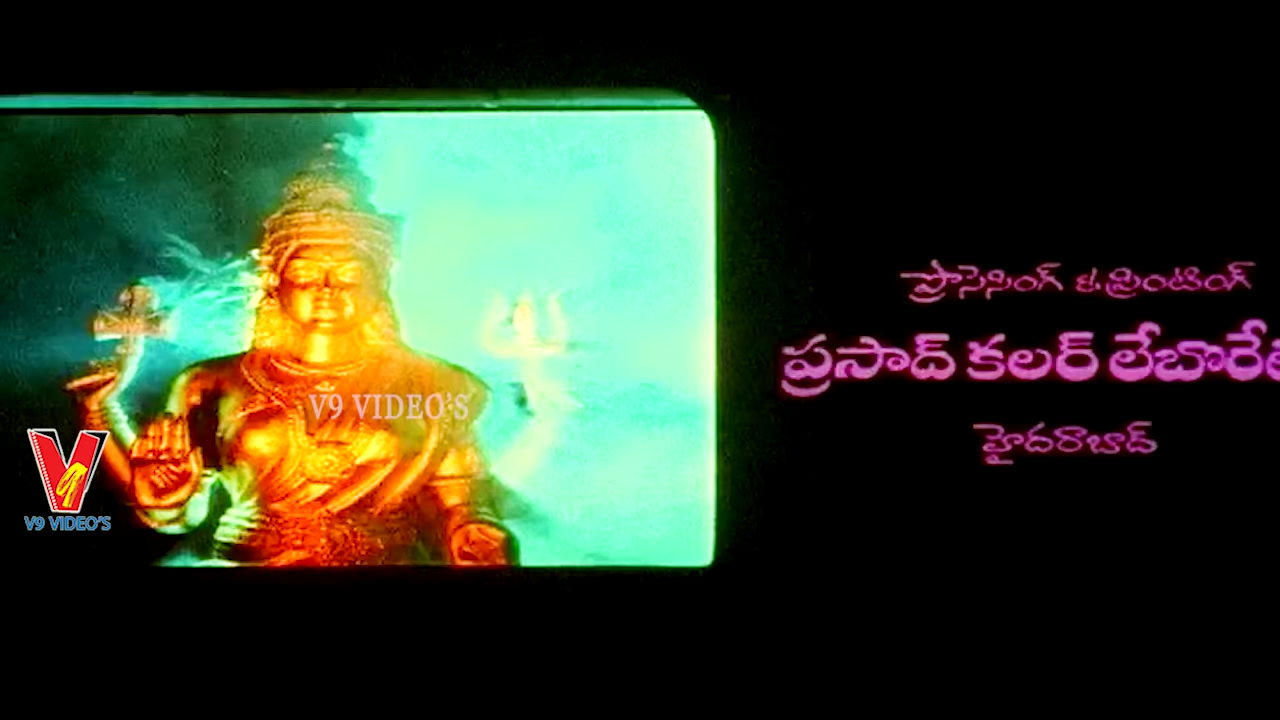 ప్రాసెసింగ్ & ప్రింటింగ్
ప్రసాద్ కలర్ లేబొరే
హైదరాబాద్
V9 VIDEO'S
V9 VIDEO'S